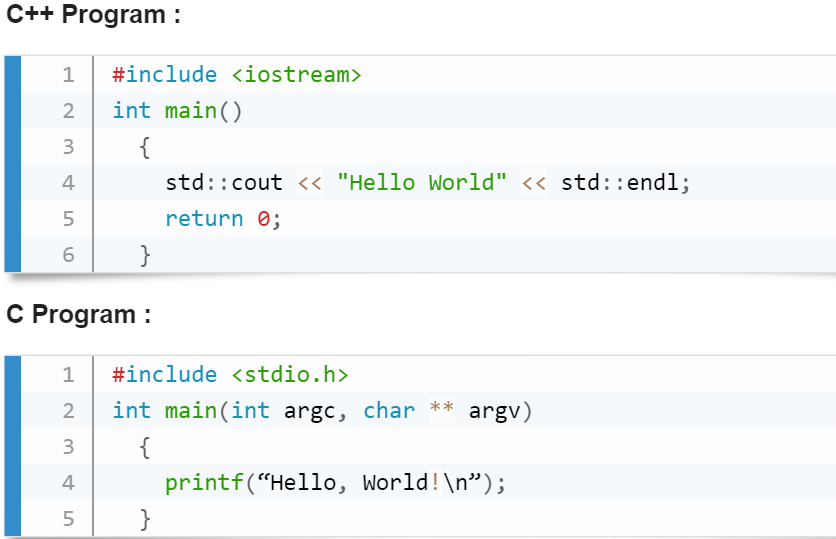 C++ Program :
1 #include <iostream>
2 int main()
3 {
4 std::cout << "Hello World" << std::endl;
5 return 0;
6 }
C Program :
1 #include <stdio.h>
2 int main(int argc, char ** argv)
3 {
4 printf(“Hello, World!\n”);
5 }